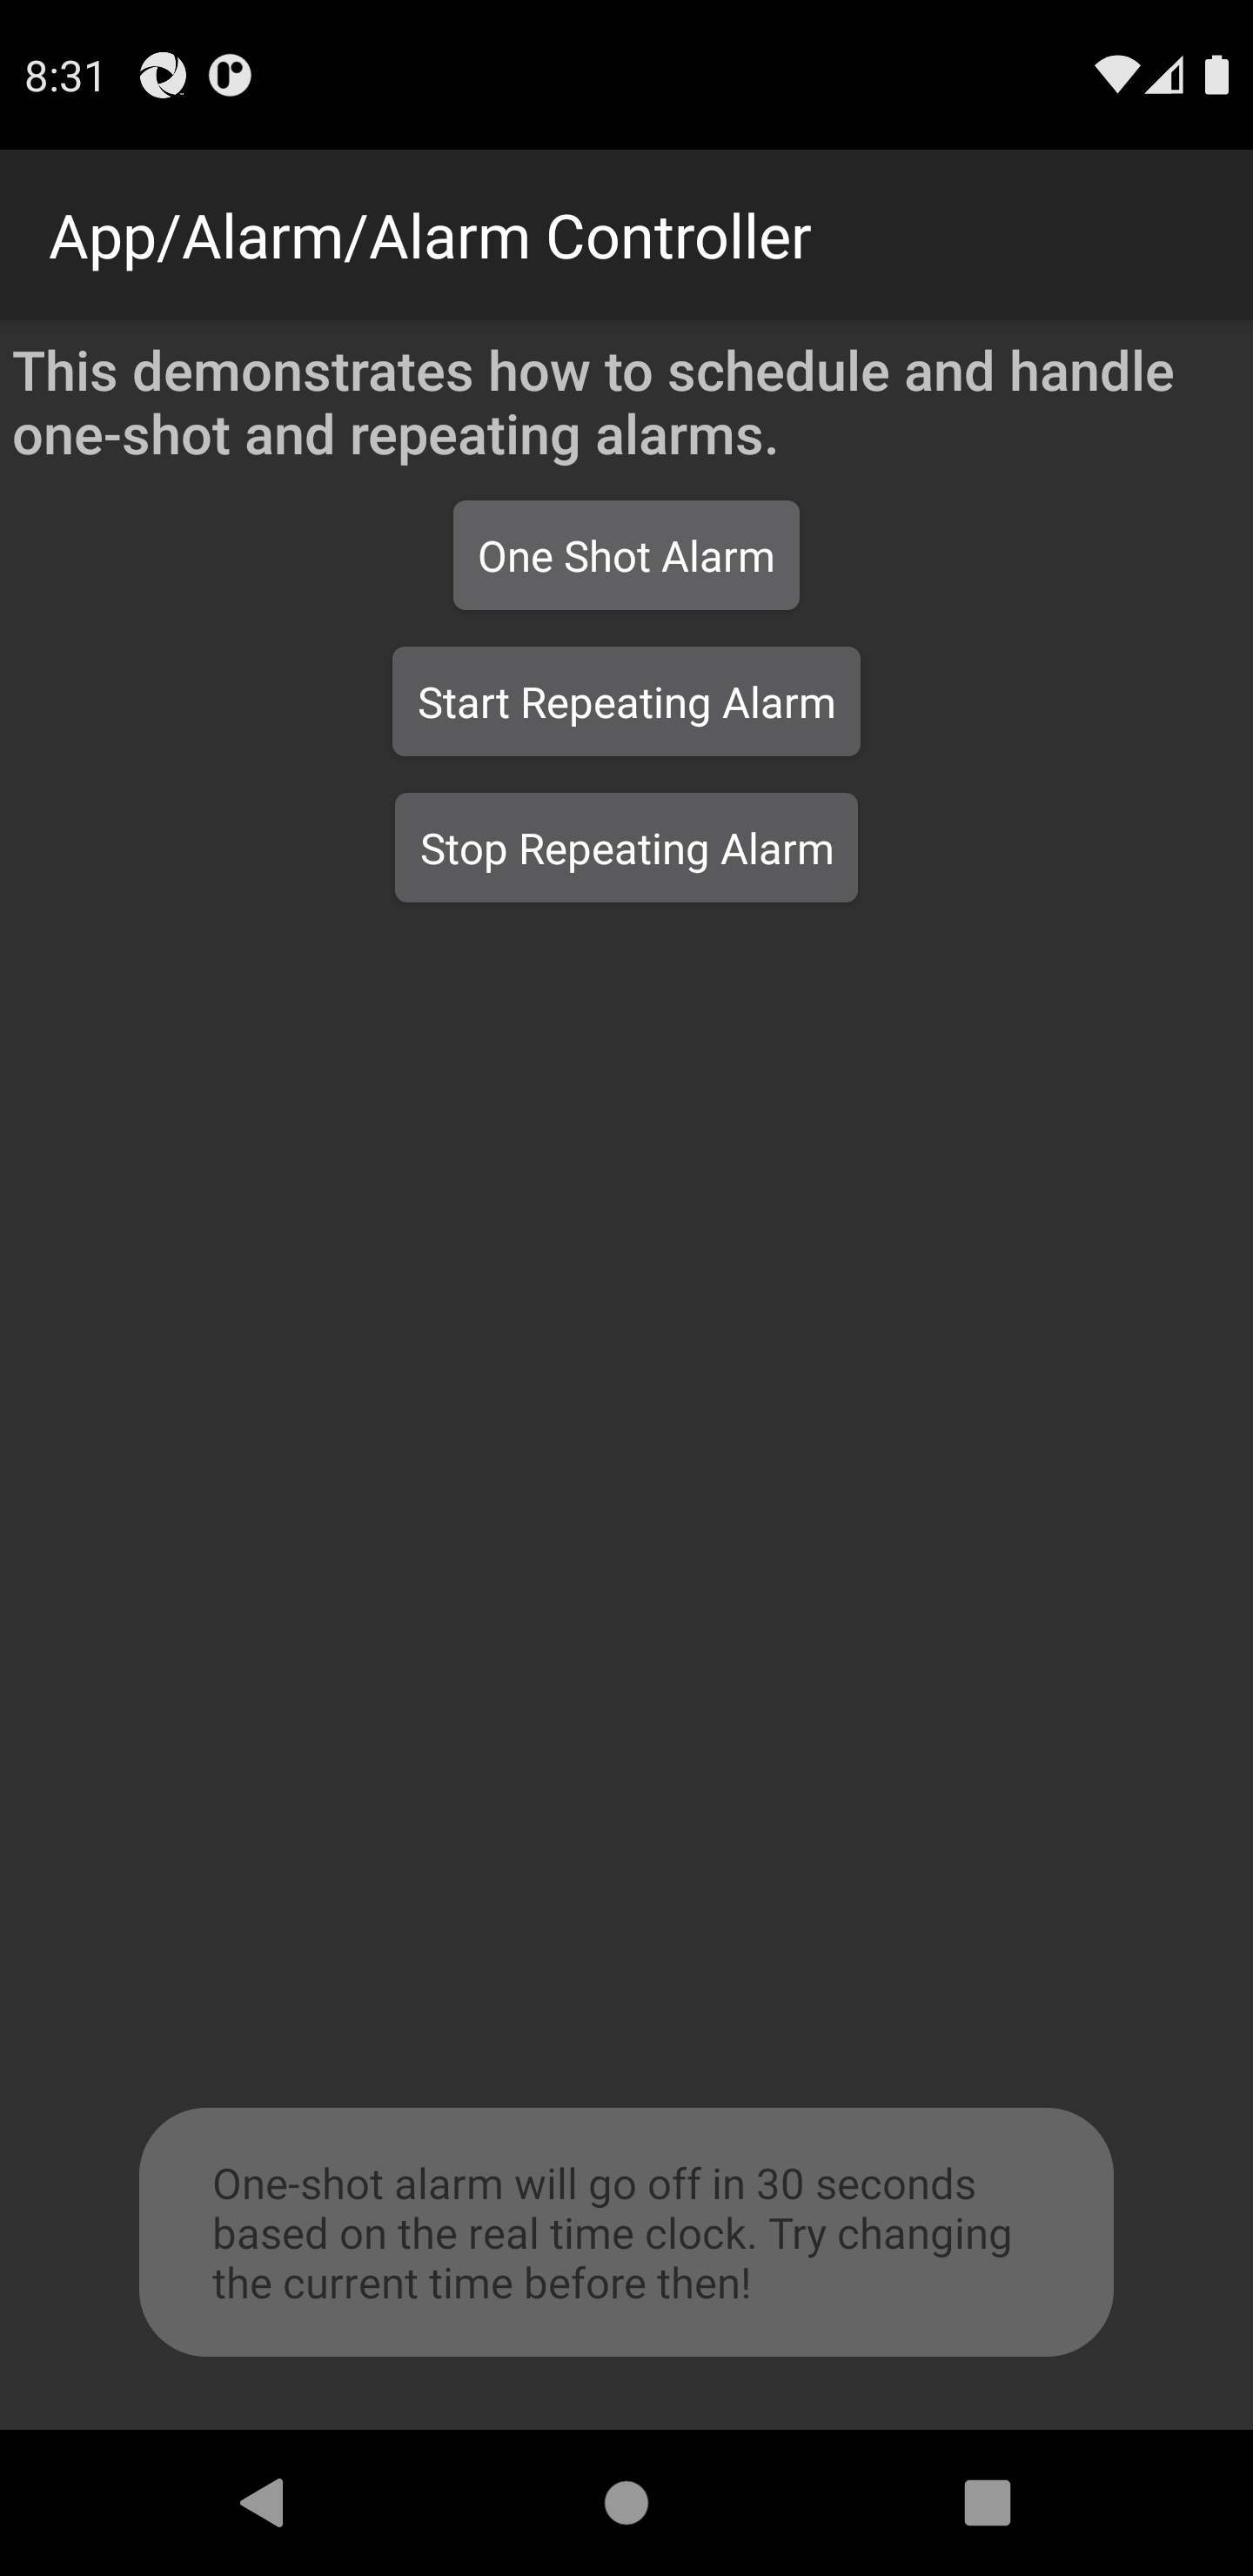 8:31
App/Alarm/Alarm Controller
This demonstrates how to schedule and handle
one-shot and repeating alarms.
One Shot Alarm
Start Repeating Alarm
Stop Repeating Alarm
One-shot alarm will go off in 30 seconds
based on the real time clock. Try changing
the current time before then!